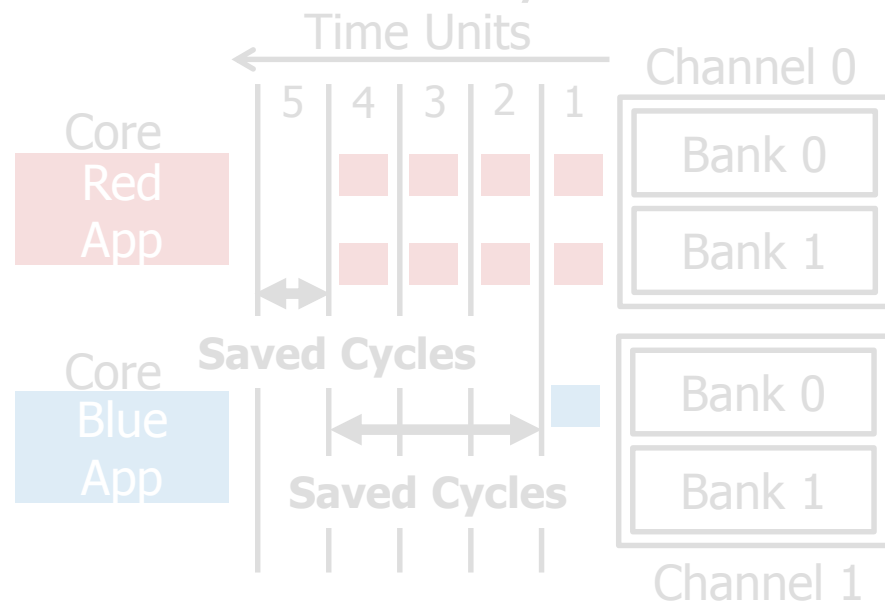 Time Units
5 4 3 2 1
Channel 0
Bank 0
Bank 1
Core
Red
App
Saved Cycles
Core
Blue
App
Saved Cycles
Bank 0
Bank 1
Channel 1